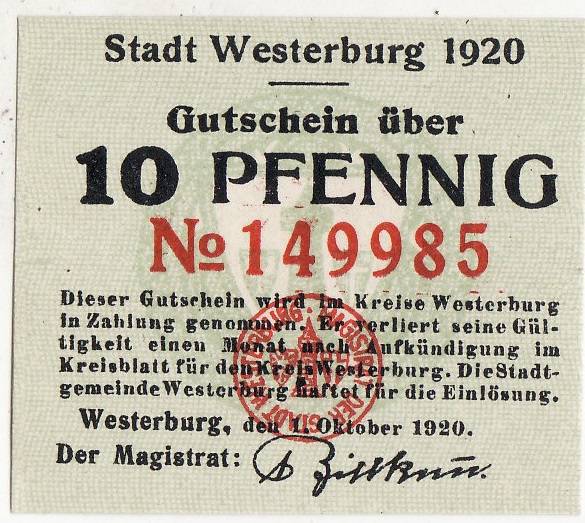 Stadt Westerburg 1920
Gutschein über
10 PFENNIG
№ 149985
Dieser Gutschein wird im Kreise Westerburg
in Zahlung genommen. Er verliert seine Gül-
tigkeit einen Monat nach Aufkündigung im
Kreisblatt für den Kreis Westerburg. Die Stadt-
gemeinde Westerburg haftet für die Einlösung.
Westerburg, den 1. Oktober 1920.
Der Magistrat: